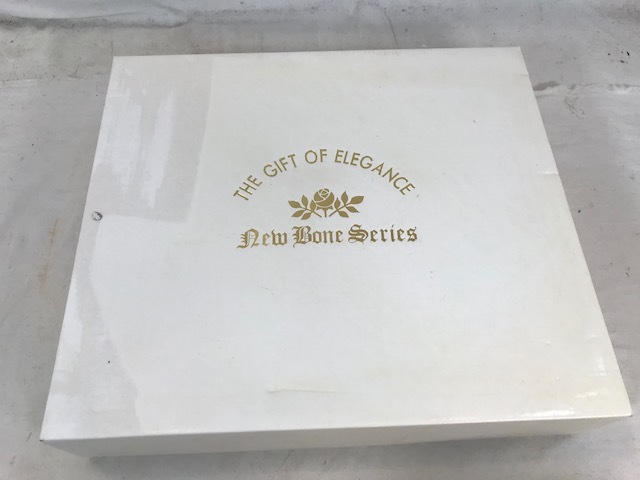 THE GIFT OF ELEGANCE
New Bone Series